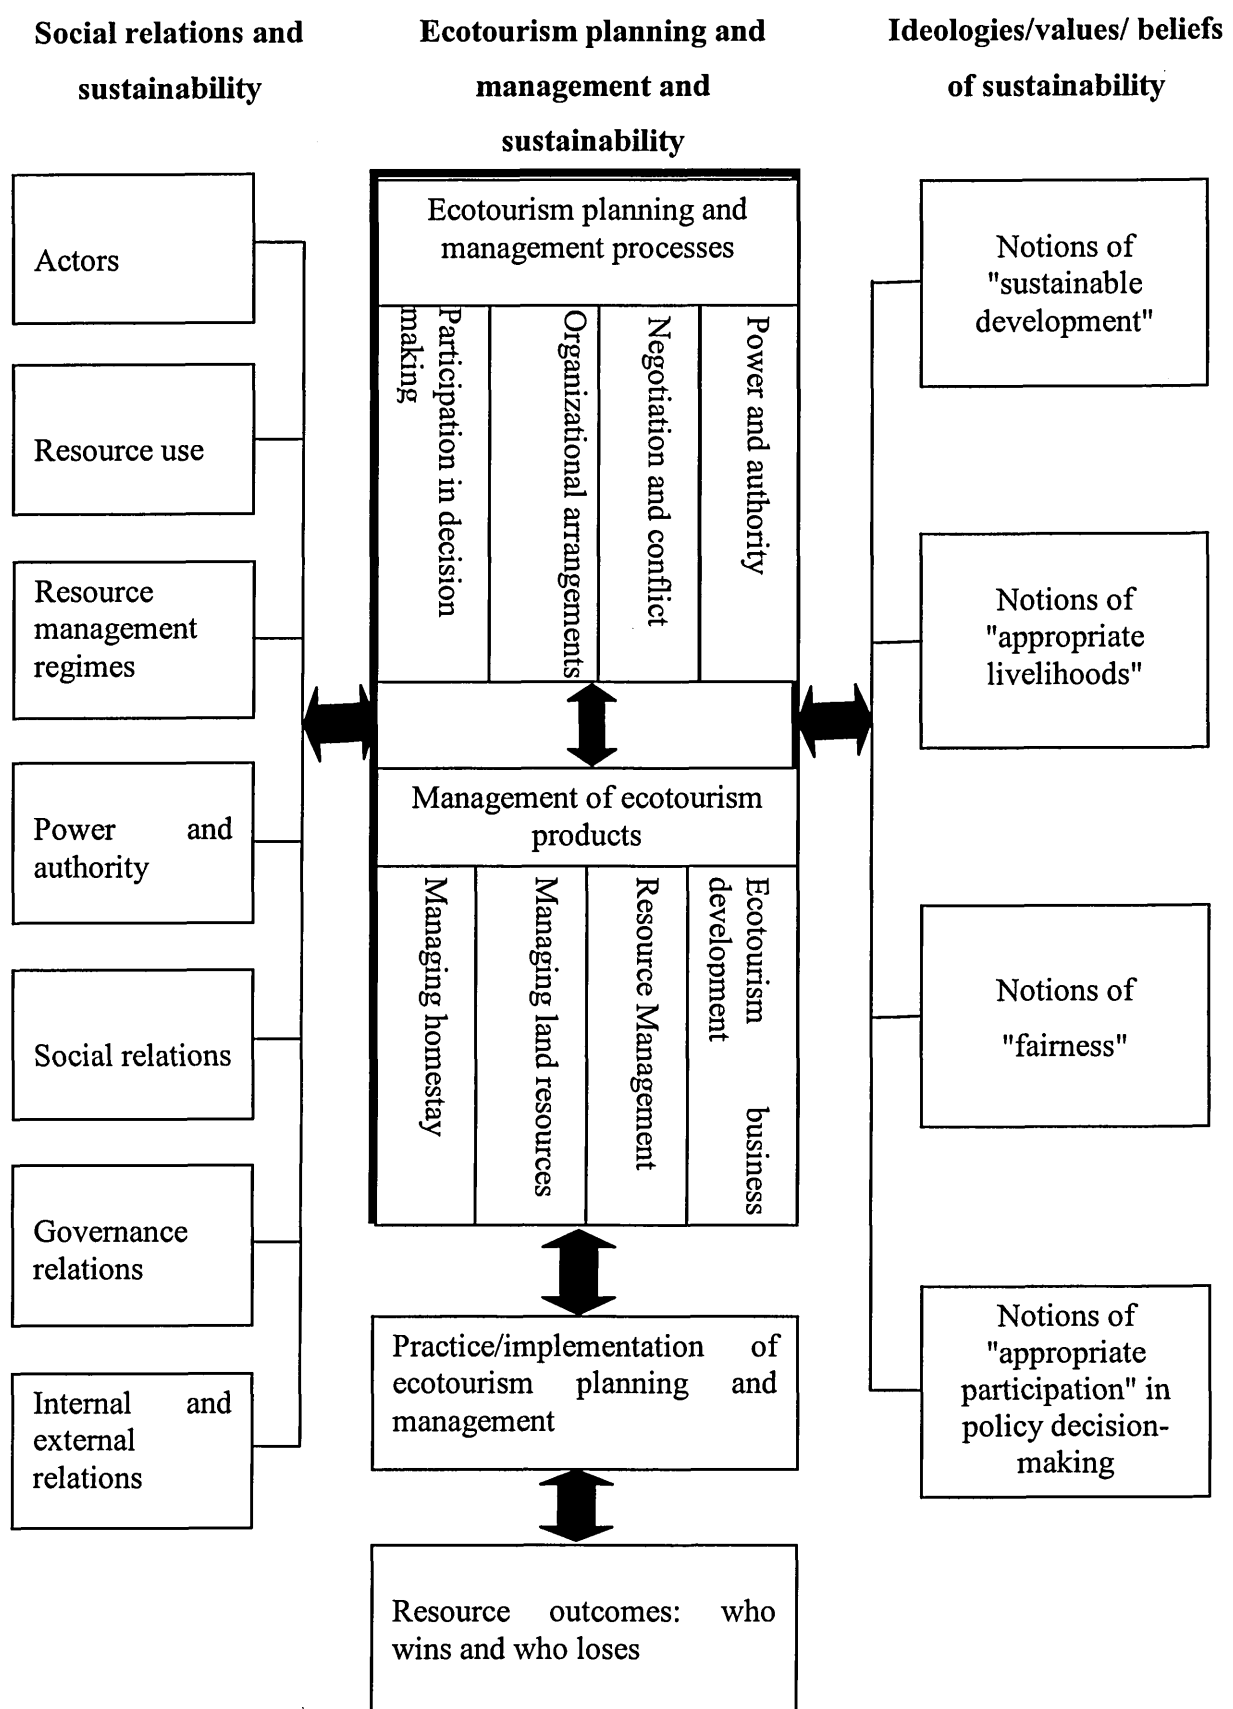 Social relations and
sustainability
Ecotourism planning and
management and
sustainability
Ideologies/values/ beliefs
of sustainability
Actors
Resource use
Resource
management
regimes
Power and
authority
Social relations
Governance
relations
Internal and
external
relations
Ecotourism planning and
management processes
Participation in decision
making
Organizational arrangements
Negotiation and conflict
Power and authority
Management of ecotourism
products
Managing homestay
Managing land resources
Resource Management
Ecotourism business
development
Practice/implementation of
ecotourism planning and
management
Resource outcomes: who
wins and who loses
Notions of
"sustainable
development"
Notions of
"appropriate
livelihoods"
Notions of
"fairness"
Notions of
"appropriate
participation" in
policy decision-
making